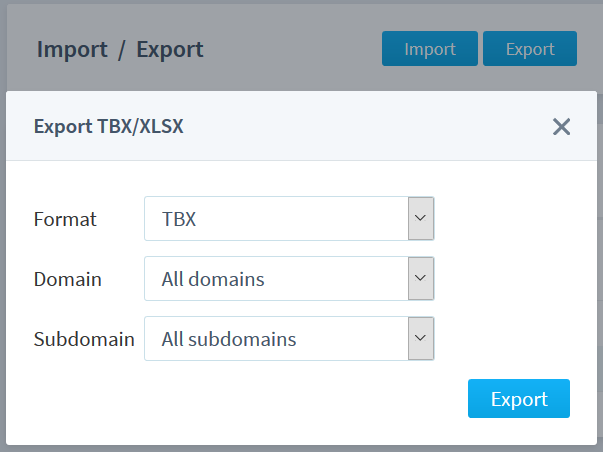 Import / Export
Import
Export
Export TBX/XLSX
Format
TBX
Domain
All domains
Subdomain
All subdomains
Export